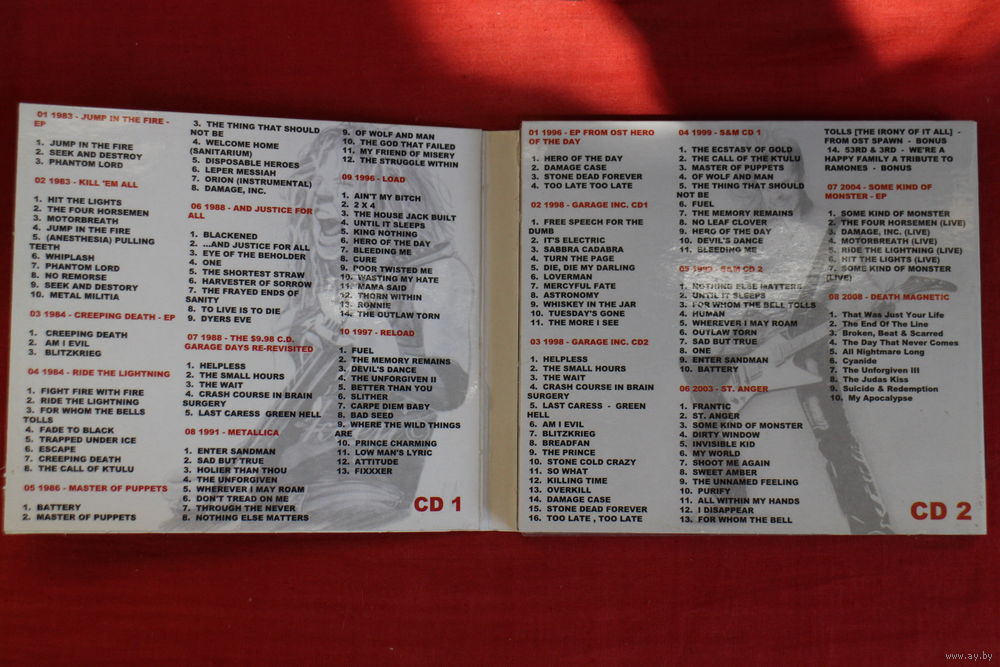 01 1983 - JUMP IN THE FIRE -
EP
1. JUMP IN THE FIRE
2. SEEK AND DESTROY
3. PHANTOM LORD
02 1983 - KILL 'EM ALL
1. HIT THE LIGHTS
2. THE FOUR HORSEMEN
3. MOTORBREATH
4. JUMP IN THE FIRE
5. (ANESTHESIA) PULLING
TEETH
6. WHIPLASH
7. PHANTOM LORD
8. NO REMORSE
9. SEEK AND DESTORY
10. METAL MILITIA
03 1984 - CREEPING DEATH - EP
1. CREEPING DEATH
2. AM I EVIL
3. BLITZKRIEG
04 1984 - RIDE THE LIGHTNING
1. FIGHT FIRE WITH FIRE
2. RIDE THE LIGHTNING
3. FOR WHOM THE BELLS
TOLLS
4. FADE TO BLACK
5. TRAPPED UNDER ICE
6. ESCAPE
7. CREEPING DEATH
8. THE CALL OF KTULU
05 1986 - MASTER OF PUPPETS
1. BATTERY
2. MASTER OF PUPPETS
3. THE THING THAT SHOULD
NOT BE
4. WELCOME HOME
(SANITARIUM)
5. DISPOSABLE HEROES
6. LEPER MESSIAH
7. ORION (INSTRUMENTAL)
8. DAMAGE, INC.
06 1988 - AND JUSTICE FOR
ALL
1. BLACKENED
2. ...AND JUSTICE FOR ALL
3. EYE OF THE BEHOLDER
4. ONE
5. THE SHORTEST STRAW
6. HARVESTER OF SORROW
7. THE FRAYED ENDS OF
SANITY
8. TO LIVE IS TO DIE
9. DYERS EVE
07 1988 - THE $9.98 C.D.
GARAGE DAYS RE-REVISITED
1. HELPLESS
2. THE SMALL HOURS
3. THE WAIT
4. CRASH COURSE IN BRAIN
SURGERY
5. LAST CARESS GREEN HELL
08 1991 - METALLICA
1. ENTER SANDMAN
2. SAD BUT TRUE
3. HOLIER THAN THOU
4. THE UNFORGIVEN
5. WHEREVER I MAY ROAM
6. DON'T TREAD ON ME
7. THROUGH THE NEVER
8. NOTHING ELSE MATTERS
9. OF WOLF AND MAN
10. THE GOD THAT FAILED
11. MY FRIEND OF MISERY
12. THE STRUGGLE WITHIN
09 1996 - LOAD
1. AIN'T MY BITCH
2. 2 X 4
3. THE HOUSE JACK BUILT
4. UNTIL IT SLEEPS
5. KING NOTHING
6. HERO OF THE DAY
7. BLEEDING ME
8. CURE
9. POOR TWISTED ME
10. WASTING MY HATE
11. MAMA SAID
12. THORN WITHIN
13. RONNIE
14. THE OUTLAW TORN
10 1997 - RELOAD
1. FUEL
2. THE MEMORY REMAINS
3. DEVIL'S DANCE
4. THE UNFORGIVEN II
5. BETTER THAN YOU
6. SLITHER
7. CARPE DIEM BABY
8. BAD SEED
9. WHERE THE WILD THINGS
ARE
10. PRINCE CHARMING
11. LOW MAN'S LYRIC
12. ATTITUDE
13. FIXXXER
CD 1
01 1996 - EP FROM OST HERO
OF THE DAY
1. HERO OF THE DAY
2. DAMAGE CASE
3. STONE DEAD FOREVER
4. TOO LATE TOO LATE
02 1998 - GARAGE INC. CD1
1. FREE SPEECH FOR THE
DUMB
2. IT'S ELECTRIC
3. SABBRA CADABRA
4. TURN THE PAGE
5. DIE, DIE MY DARLING
6. LOVERMAN
7. MERCYFUL FATE
8. ASTRONOMY
9. WHISKEY IN THE JAR
10. TUESDAY'S GONE
11. THE MORE I SEE
03 1998 - GARAGE INC. CD2
1. HELPLESS
2. THE SMALL HOURS
3. THE WAIT
4. CRASH COURSE IN BRAIN
SURGERY
5. LAST CARESS - GREEN
HELL
6. AM I EVIL
7. BLITZKRIEG
8. BREADFAN
9. THE PRINCE
10. STONE COLD CRAZY
11. SO WHAT
12. KILLING TIME
13. OVERKILL
14. DAMAGE CASE
15. STONE DEAD FOREVER
16. TOO LATE , TOO LATE
04 1999 - S&M CD 1
1. THE ECSTASY OF GOLD
2. THE CALL OF THE KTULU
3. MASTER OF PUPPETS
4. OF WOLF AND MAN
5. THE THING THAT SHOULD
NOT BE
6. FUEL
7. THE MEMORY REMAINS
8. NO LEAF CLOVER
9. HERO OF THE DAY
10. DEVIL'S DANCE
11. BLEEDING ME
05 1999 - S&M CD 2
1. NOTHING ELSE MATTERS
2. UNTIL IT SLEEPS
3. FOR WHOM THE BELL TOLLS
4. HUMAN
5. WHEREVER I MAY ROAM
6. OUTLAW TORN
7. SAD BUT TRUE
8. ONE
9. ENTER SANDMAN
10. BATTERY
06 2003 - ST. ANGER
1. FRANTIC
2. ST. ANGER
3. SOME KIND OF MONSTER
4. DIRTY WINDOW
5. INVISIBLE KID
6. MY WORLD
7. SHOOT ME AGAIN
8. SWEET AMBER
9. THE UNNAMED FEELING
10. PURIFY
11. ALL WITHIN MY HANDS
12. I DISAPPEAR
13. FOR WHOM THE BELL
TOLLS [THE IRONY OF IT ALL] -
FROM OST SPAWN - BONUS
14. 53RD & 3RD - WE'RE A
HAPPY FAMILY A TRIBUTE TO
RAMONES - BONUS
07 2004 - SOME KIND OF
MONSTER - EP
1. SOME KIND OF MONSTER
2. THE FOUR HORSEMEN (LIVE)
3. DAMAGE, INC. (LIVE)
4. MOTORBREATH (LIVE)
5. RIDE THE LIGHTNING (LIVE)
6. HIT THE LIGHTS (LIVE)
7. SOME KIND OF MONSTER
(LIVE)
08 2008 - DEATH MAGNETIC
1. That Was Just Your Life
2. The End Of The Line
3. Broken, Beat & Scarred
4. The Day That Never Comes
5. All Nightmare Long
6. Cyanide
7. The Unforgiven III
8. The Judas Kiss
9. Suicide & Redemption
10. My Apocalypse
CD 2
www.ay.by